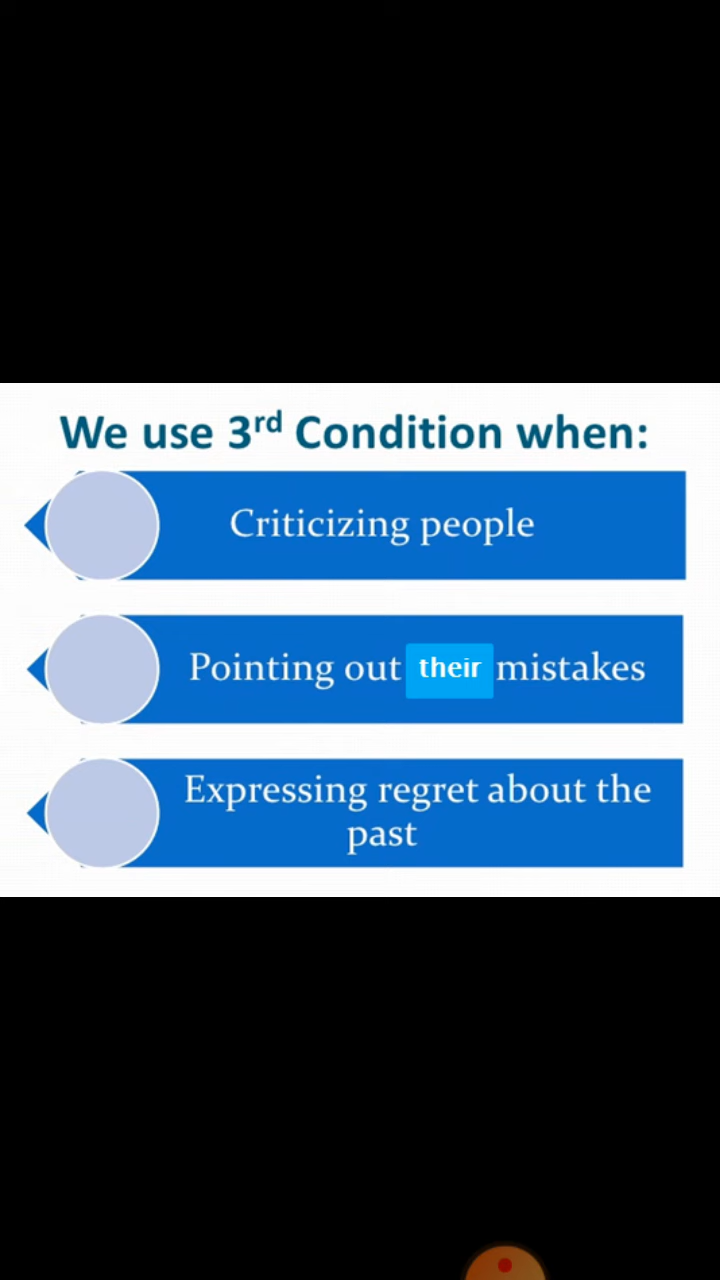 We use 3rd Condition when:
Criticizing people
Pointing out their mistakes
Expressing regret about the
past